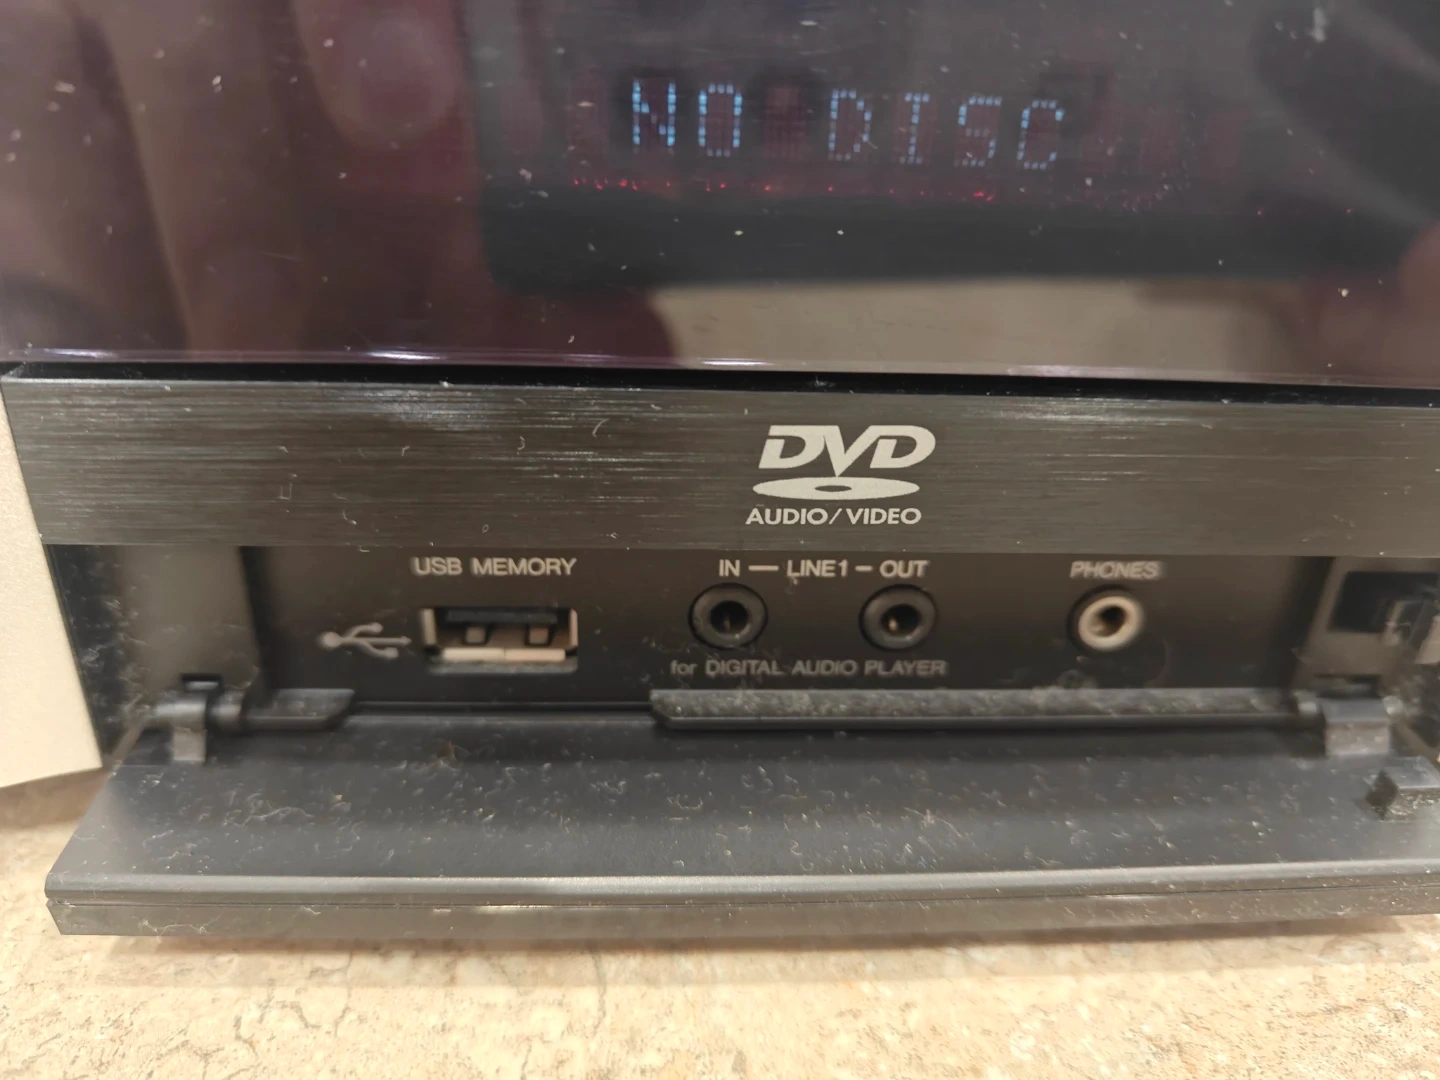 NO DISC
DVD
AUDIO/VIDEO
USB MEMORY
IN — LINE1 — OUT
PHONES
for DIGITAL AUDIO PLAYER